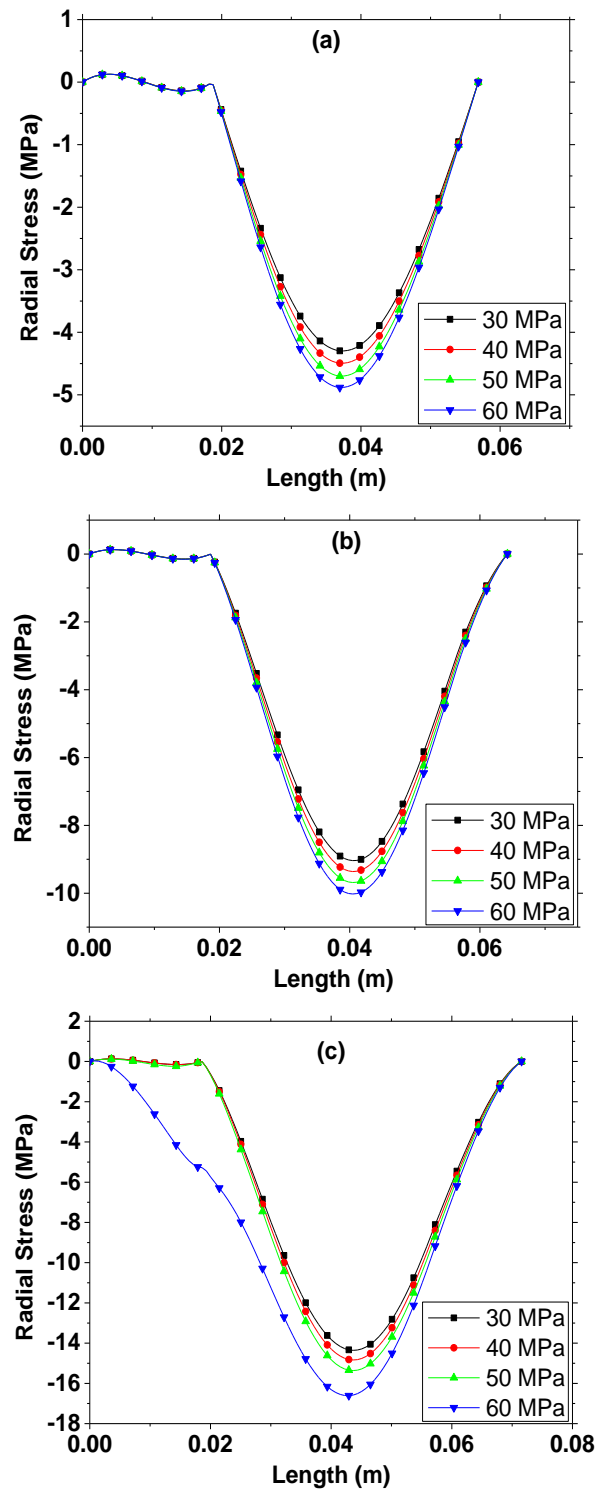 (a)
1
0
-1
-2
-3
-4
-5
Radial Stress (MPa)
30 MPa
40 MPa
50 MPa
60 MPa
0.00 0.02 0.04 0.06
Length (m)
(b)
0
-2
-4
-6
-8
-10
Radial Stress (MPa)
30 MPa
40 MPa
50 MPa
60 MPa
0.00 0.02 0.04 0.06
Length (m)
(c)
2
0
-2
-4
-6
-8
-10
-12
-14
-16
-18
Radial Stress (MPa)
30 MPa
40 MPa
50 MPa
60 MPa
0.00 0.02 0.04 0.06 0.08
Length (m)